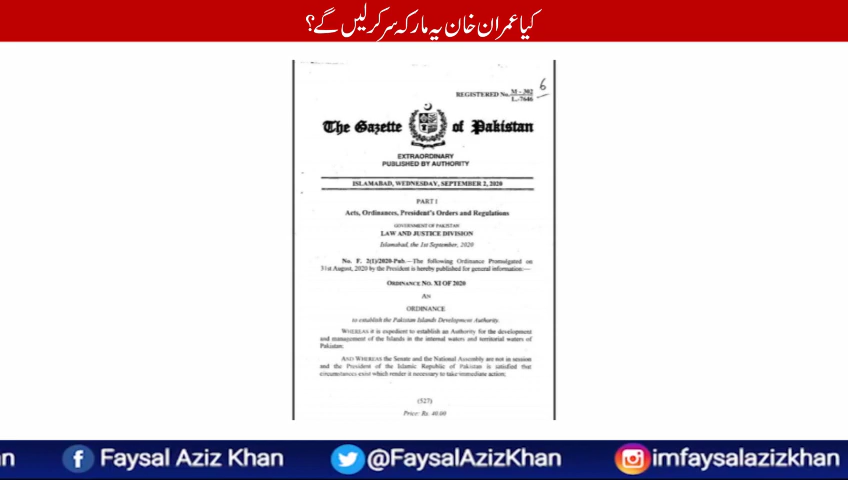 کیا عمران خان یہ مارکہ سر کر لیں گے؟
6
REGISTERED No. M - 302
L.-7646
The Gazette of Pakistan
EXTRAORDINARY
PUBLISHED BY AUTHORITY
ISLAMABAD, WEDNESDAY, SEPTEMBER 2, 2020
PART I
Acts, Ordinances, President's Orders and Regulations
GOVERNMENT OF PAKISTAN
LAW AND JUSTICE DIVISION
Islamabad, the 1st September, 2020
No. F. 2(1)/2020-Pub.—The following Ordinance Promulgated on
31st August, 2020 by the President is hereby published for general information:—
ORDINANCE NO. XI OF 2020
AN
ORDINANCE
to establish the Pakistan Islands Development Authority.
WHEREAS it is expedient to establish an Authority for the development
and management of the Islands in the internal waters and territorial waters of
Pakistan;
AND WHEREAS the Senate and the National Assembly are not in session
and the President of the Islamic Republic of Pakistan is satisfied that
circumstances exist which render it necessary to take immediate action;
(527)
Price: Rs. 40.00
n Faysal Aziz Khan @FaysalAzizKhan imfaysalazizkhan